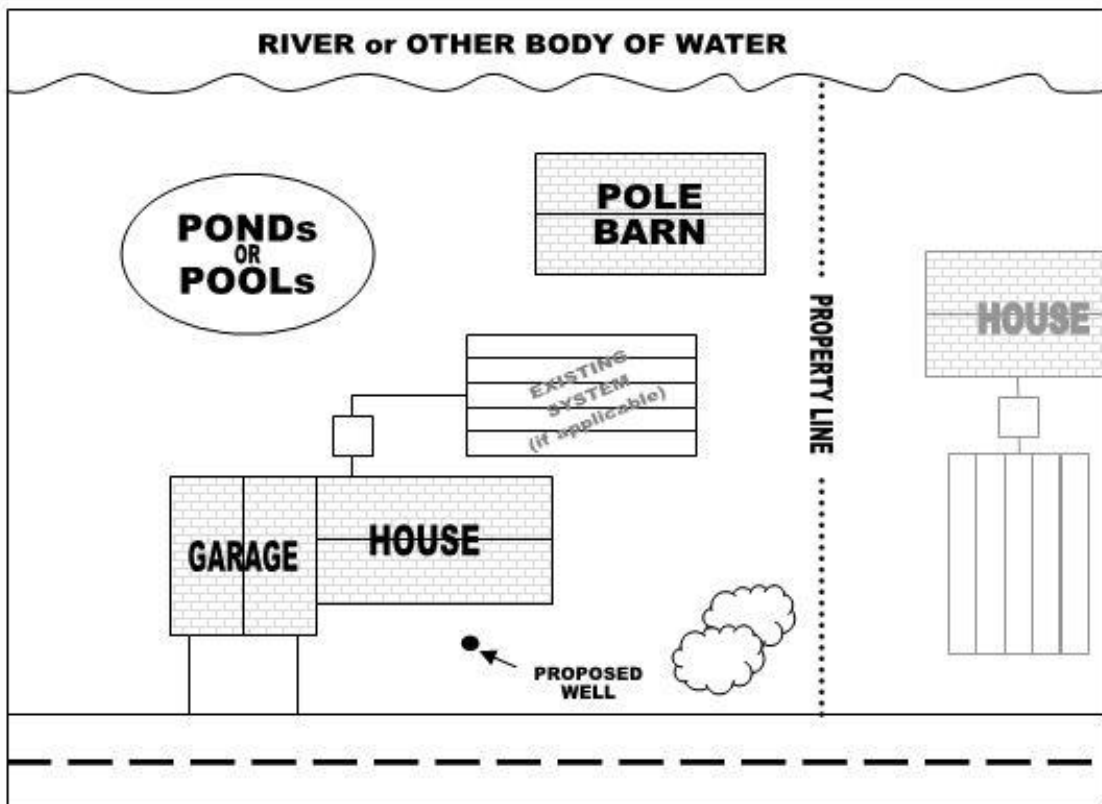 RIVER or OTHER BODY OF WATER
PONDs
OR
POOLs
POLE
BARN
PROPERTY LINE
HOUSE
EXISTING
SYSTEM
(if applicable)
GARAGE
HOUSE
PROPOSED
WELL